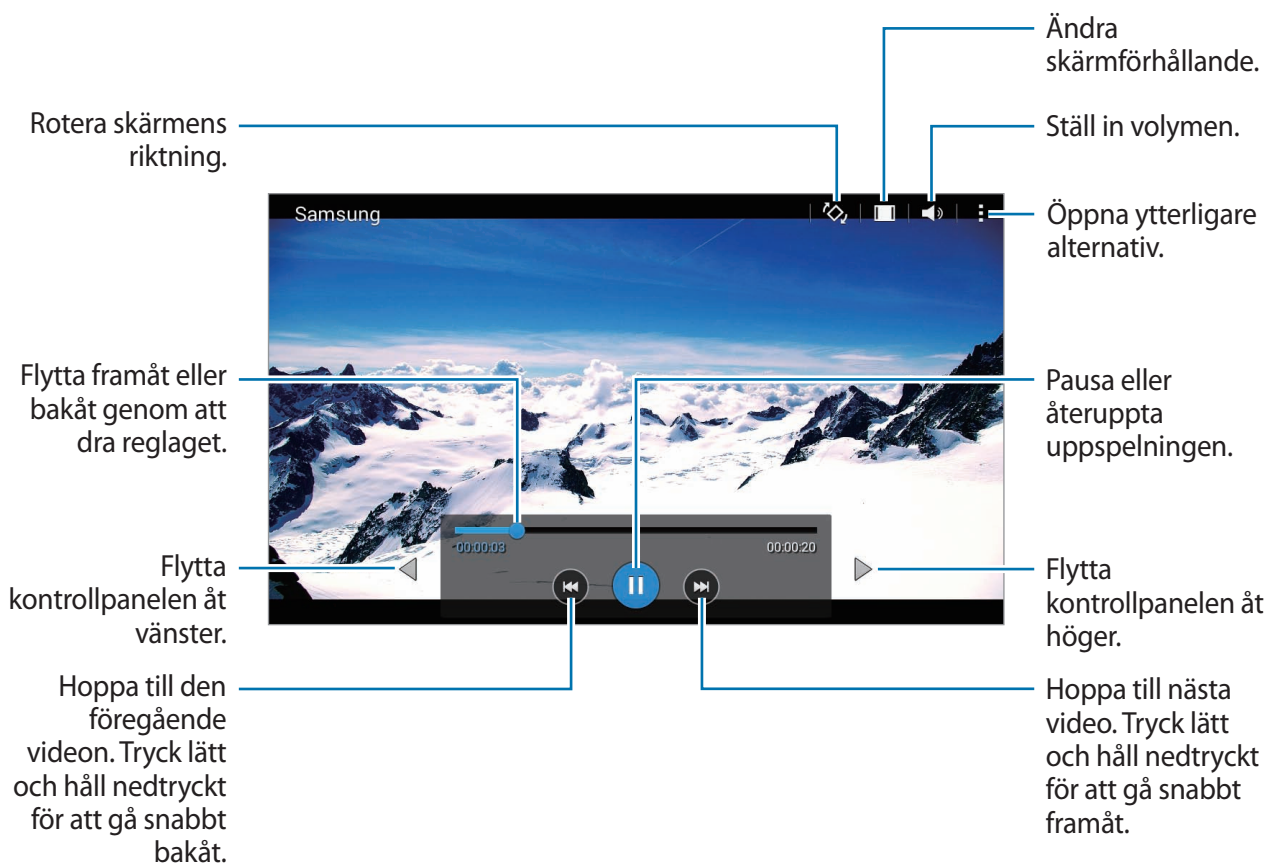 Ändra
skärmförhållande.
Rotera skärmens
riktning.
Ställ in volymen.
Samsung
Öppna ytterligare
alternativ.
Flytta framåt eller
bakåt genom att
dra reglaget.
Pausa eller
återuppta
uppspelningen.
00:00:03
00:00:20
Flytta
kontrollpanelen åt
vänster.
Flytta
kontrollpanelen åt
höger.
Hoppa till den
föregående
videon. Tryck lätt
och håll nedtryckt
för att gå snabbt
bakåt.
Hoppa till nästa
video. Tryck lätt
och håll nedtryckt
för att gå snabbt
framåt.